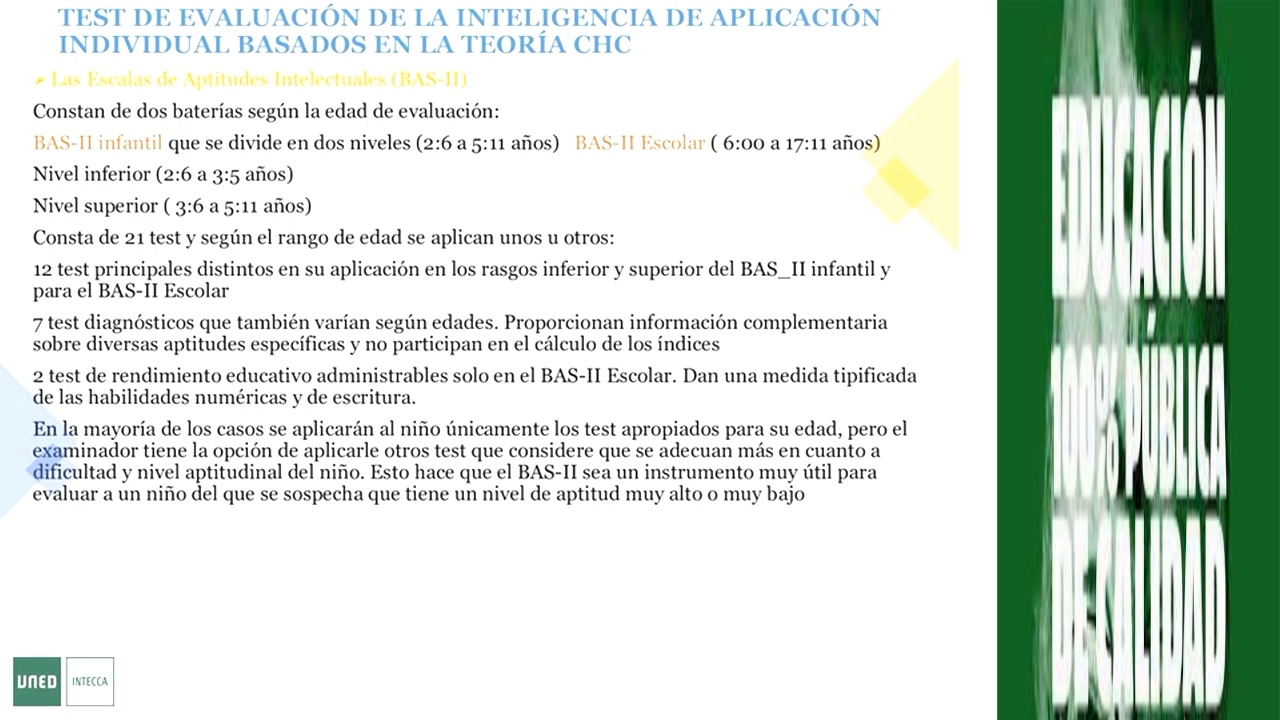 TEST DE EVALUACIÓN DE LA INTELIGENCIA DE APLICACIÓN
INDIVIDUAL BASADOS EN LA TEORÍA CHC
Las Escalas de Aptitudes Intelectuales (BAS-II)
Constan de dos baterías según la edad de evaluación:
BAS-II infantil que se divide en dos niveles (2:6 a 5:11 años) BAS-II Escolar ( 6:00 a 17:11 años)
Nivel inferior (2:6 a 3:5 años)
Nivel superior ( 3:6 a 5:11 años)
Consta de 21 test y según el rango de edad se aplican unos u otros:
12 test principales distintos en su aplicación en los rasgos inferior y superior del BAS_II infantil y
para el BAS-II Escolar
7 test diagnósticos que también varían según edades. Proporcionan información complementaria
sobre diversas aptitudes específicas y no participan en el cálculo de los índices
2 test de rendimiento educativo administrables solo en el BAS-II Escolar. Dan una medida tipificada
de las habilidades numéricas y de escritura.
En la mayoría de los casos se aplicarán al niño únicamente los test apropiados para su edad, pero el
examinador tiene la opción de aplicarle otros test que considere que se adecuan más en cuanto a
dificultad y nivel aptitudinal del niño. Esto hace que el BAS-II sea un instrumento muy útil para
evaluar a un niño del que se sospecha que tiene un nivel de aptitud muy alto o muy bajo
UNED INTECCA
EDUCACIÓN
100% PÚBLICA
DE CALIDAD